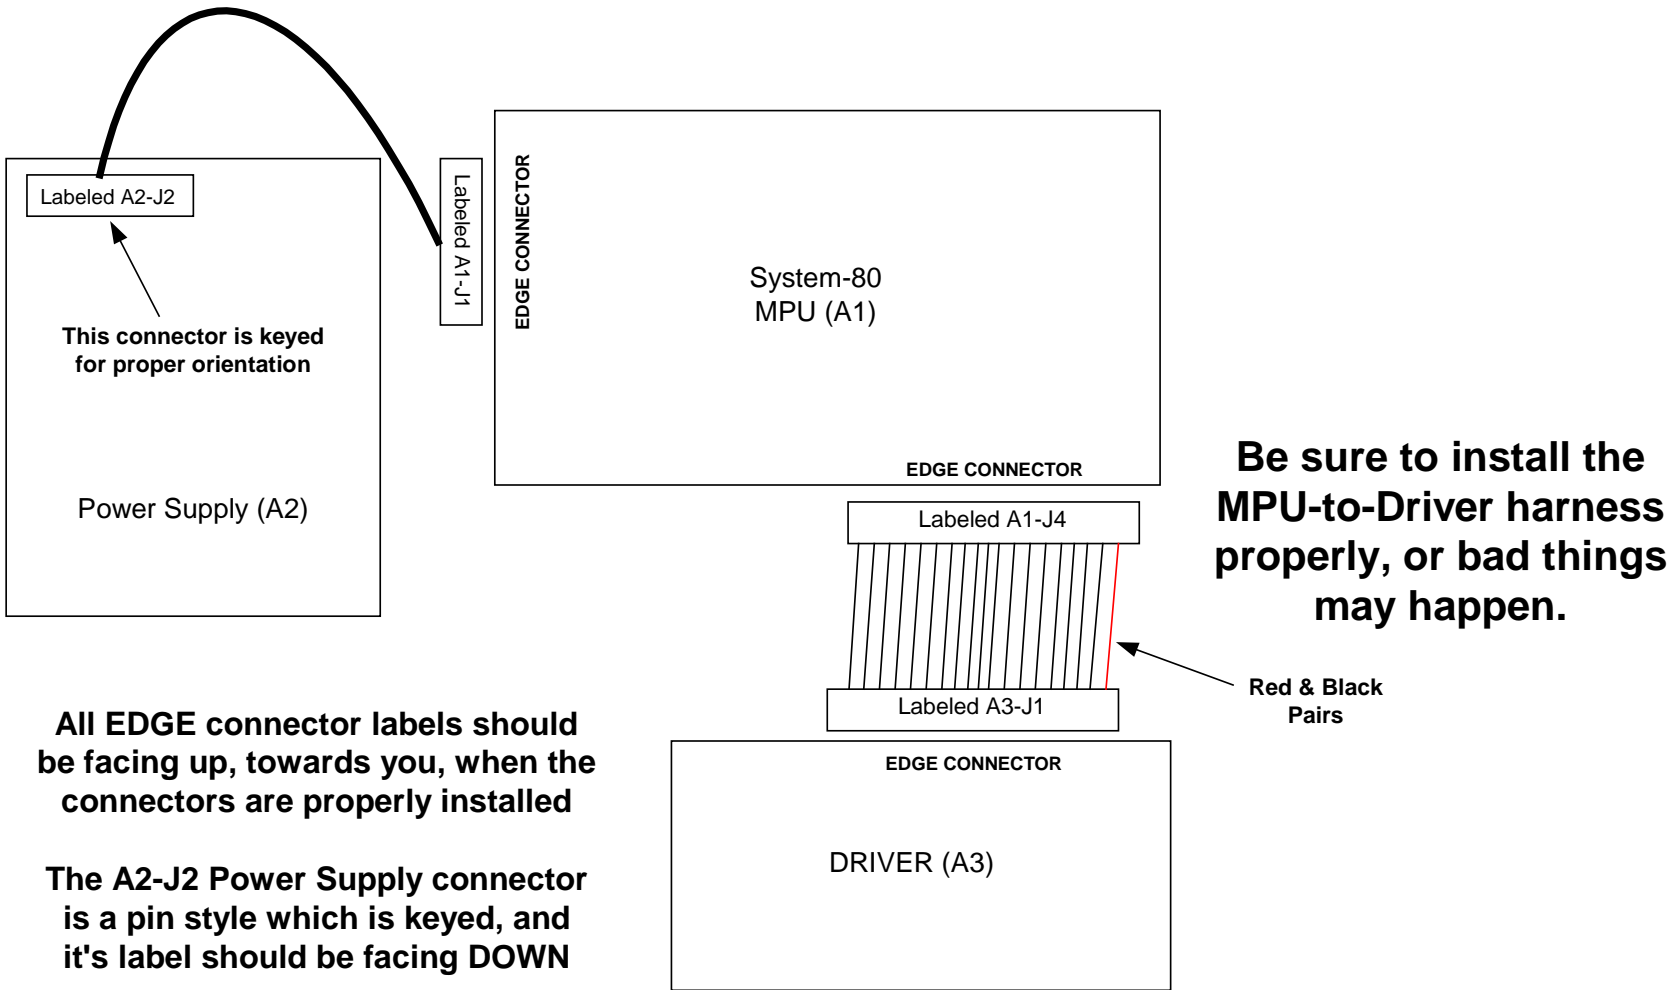 Labeled A2-J2
This connector is keyed
for proper orientation
Power Supply (A2)
Labeled A1-J1
EDGE CONNECTOR
System-80
MPU (A1)
EDGE CONNECTOR
Labeled A1-J4
Be sure to install the
MPU-to-Driver harness
properly, or bad things
may happen.
Red & Black
Pairs
Labeled A3-J1
EDGE CONNECTOR
DRIVER (A3)
All EDGE connector labels should
be facing up, towards you, when the
connectors are properly installed
The A2-J2 Power Supply connector
is a pin style which is keyed, and
it's label should be facing DOWN